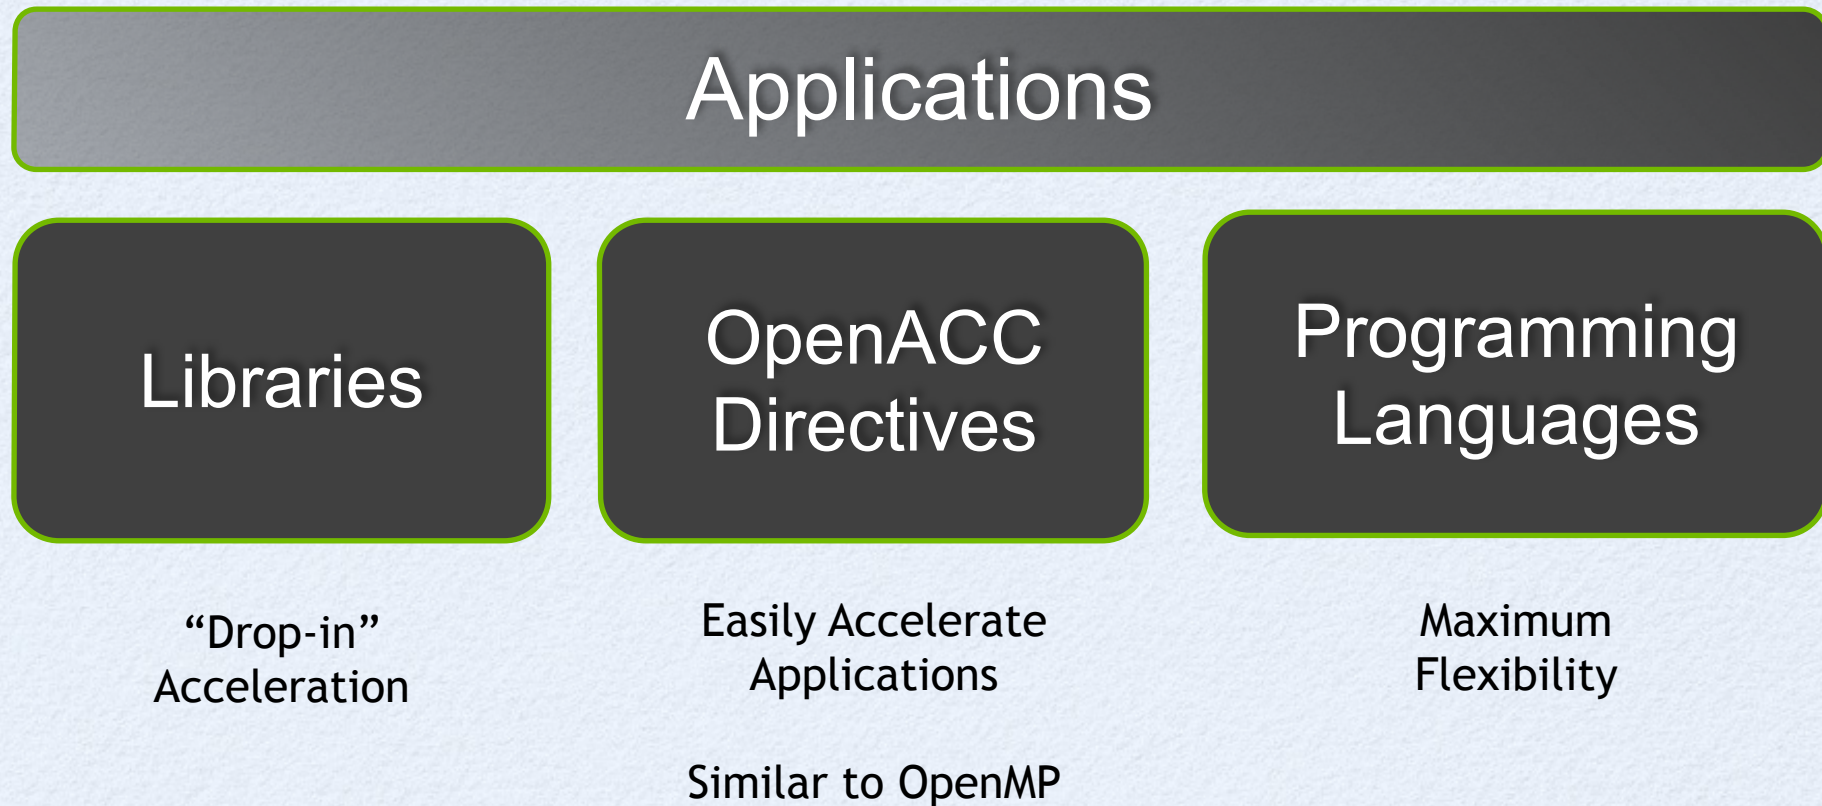 Applications
Libraries
OpenACC
Directives
Programming
Languages
“Drop-in”
Acceleration
Easily Accelerate
Applications
Similar to OpenMP
Maximum
Flexibility